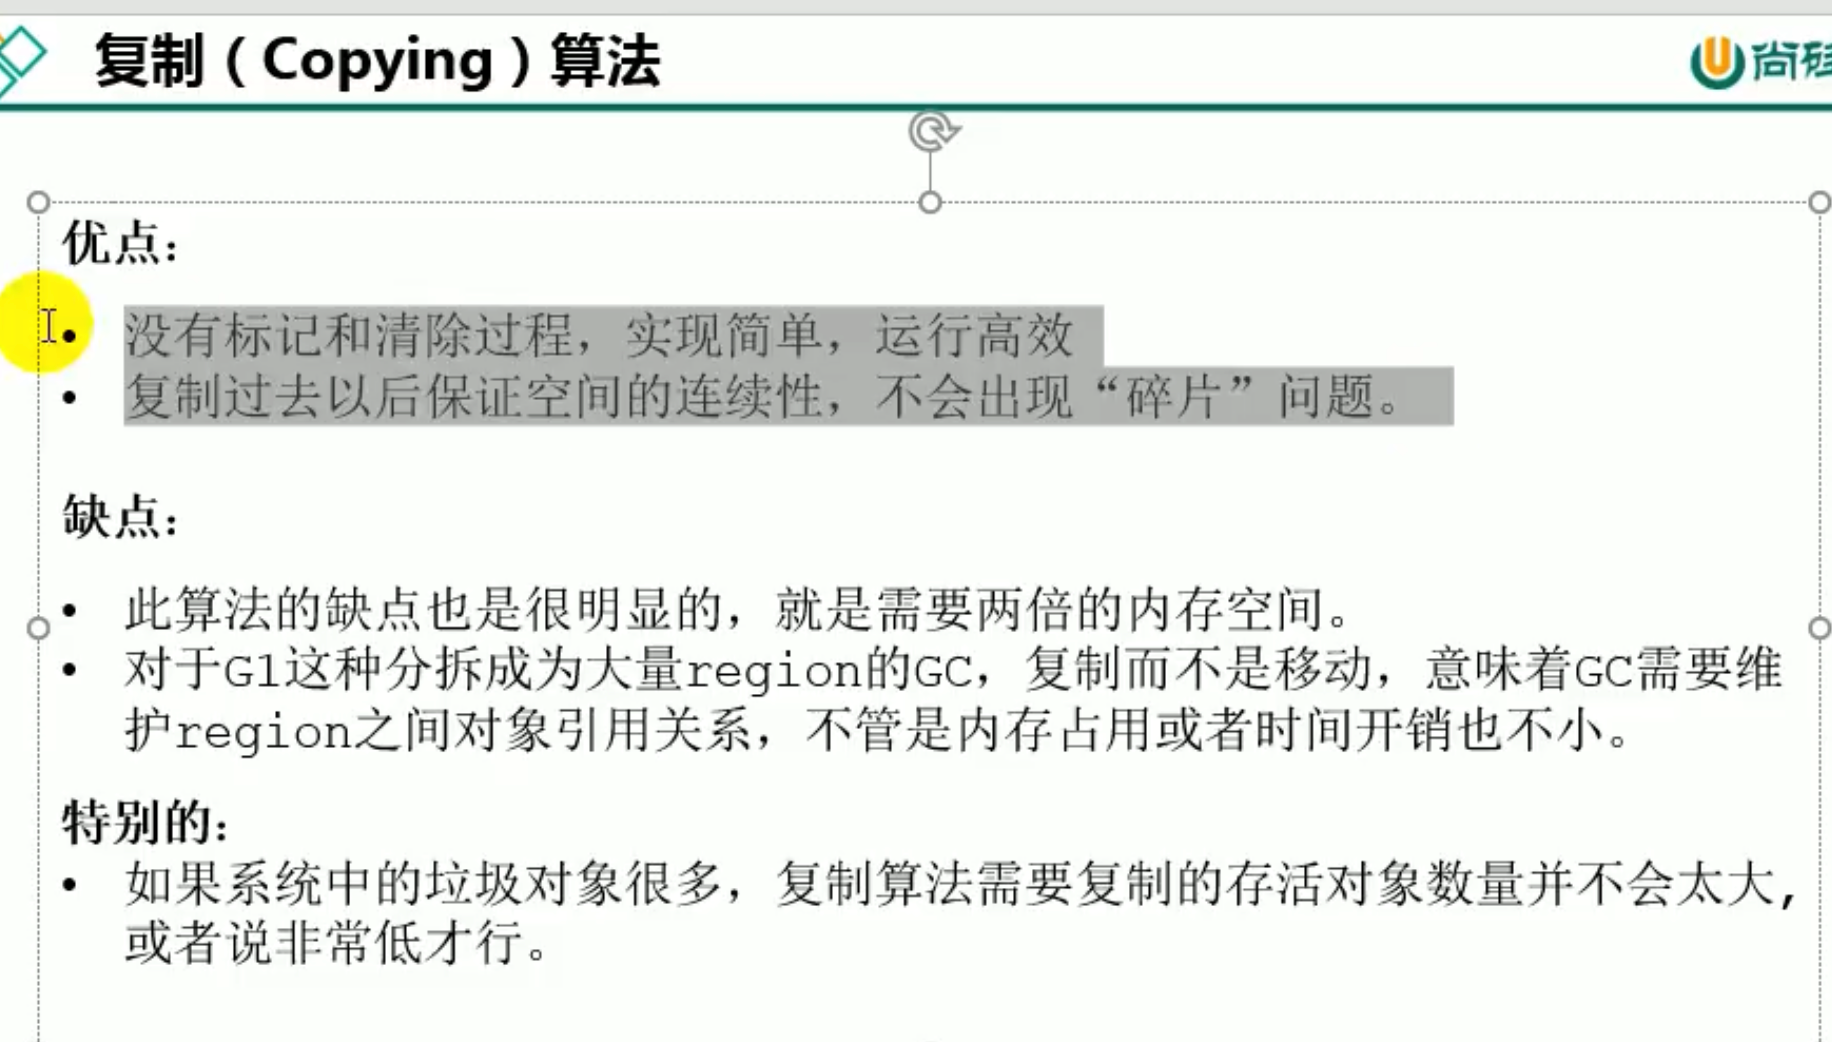 复制（Copying）算法
尚硅
优点：
• 没有标记和清除过程，实现简单，运行高效
• 复制过去以后保证空间的连续性，不会出现“碎片”问题。
缺点：
• 此算法的缺点也是很明显的，就是需要两倍的内存空间。
• 对于G1这种分拆成为大量region的GC，复制而不是移动，意味着GC需要维
护region之间对象引用关系，不管是内存占用或者时间开销也不小。
特别的：
• 如果系统中的垃圾对象很多，复制算法需要复制的存活对象数量并不会太大，
或者说非常低才行。